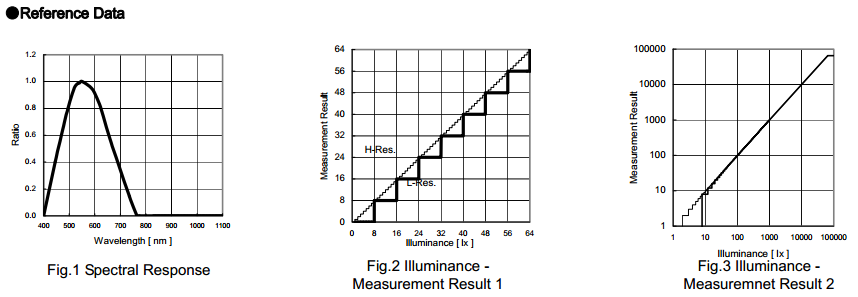 ●Reference Data
1.2
1.0
0.8
0.6
0.4
0.2
0.0
Ratio
400 500 600 700 800 900 1000 1100
Wavelength [ nm ]
Fig.1 Spectral Response
64
56
48
40
32
24
16
8
0
Measurement Result
H-Res.
L-Res.
0 8 16 24 32 40 48 56 64
Illuminance [ lx ]
Fig.2 Illuminance -
Measurement Result 1
100000
10000
1000
100
10
1
Measurement Result
1 10 100 1000 10000 100000
Illuminance [ lx ]
Fig.3 Illuminance -
Measuremnet Result 2